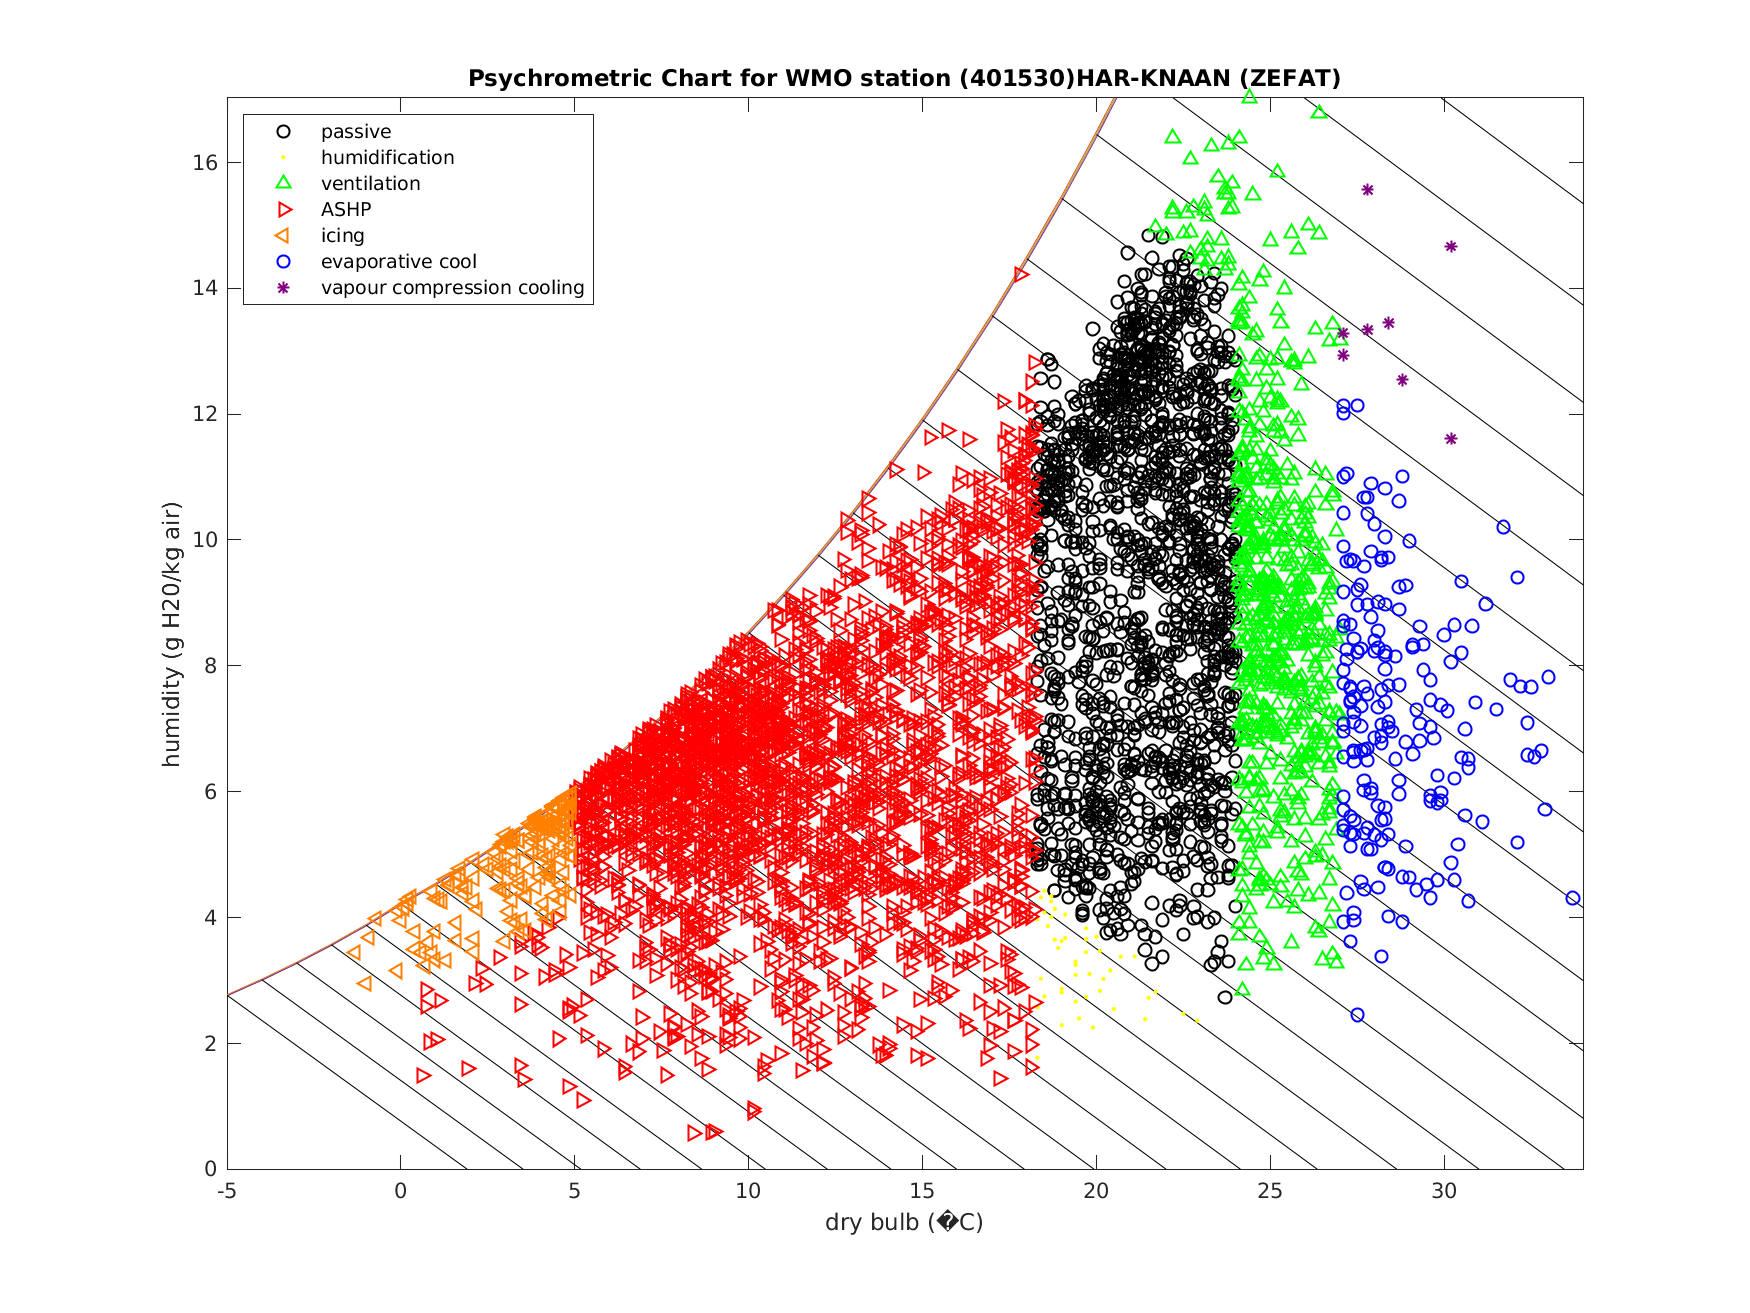 Psychrometric Chart for WMO station (401530)HAR-KNAAN (ZEFAT)
passive
humidification
ventilation
ASHP
icing
evaporative cool
vapour compression cooling
16
14
12
10
8
6
4
2
0
humidity (g H20/kg air)
-5 0 5 10 15 20 25 30
dry bulb (�C)